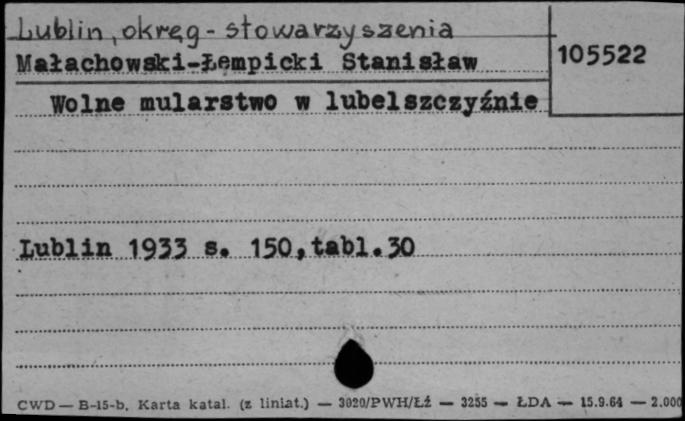 Lublin, okręg - stowarzyszenia
Małachowski-Łempicki Stanisław
105522
Wolne mularstwo w lubelszczyźnie
Lublin 1933 s. 150, tabl.30
CWD — B-15-b. Karta katal. (z liniat.) — 3020/PWH/Łź — 3255 — ŁDA — 15.9.64 — 2.000